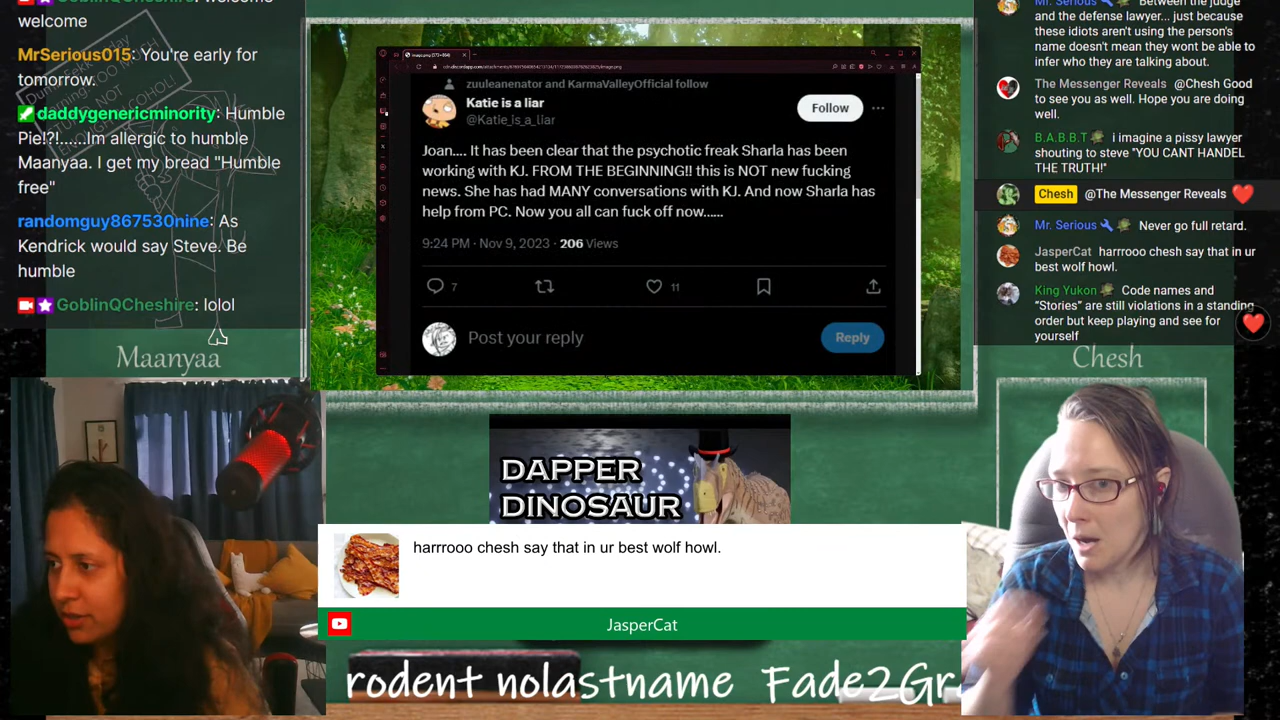 GoblinQCheshire: welcome
welcome
MrSerious015: You're early for
tomorrow.
daddygenericminority: Humble
Pie!?!......Im allergic to humble
Maanyaa. I get my bread "Humble
free"
randomguy867530nine: As
Kendrick would say Steve. Be
humble
GoblinQCheshire: lolol
Maanyaa
zuuleanenator and KarmaValleyOfficial follow
Katie is a liar
@Katie_is_a_liar
Follow
Joan.... It has been clear that the psychotic freak Sharla has been
working with KJ. FROM THE BEGINNING!! this is NOT new fucking
news. She has had MANY conversations with KJ. And now Sharla has
help from PC. Now you all can fuck off now......
9:24 PM · Nov 9, 2023 · 206 Views
7
11
Post your reply
Reply
Mr. Serious Between the judge
and the defense lawyer... just because
these idiots aren't using the person's
name doesn't mean they wont be able to
infer who they are talking about.
The Messenger Reveals @Chesh Good
to see you as well. Hope you are doing
well.
B.A.B.B.T i imagine a pissy lawyer
shouting to steve "YOU CANT HANDEL
THE TRUTH!"
Chesh @The Messenger Reveals
Mr. Serious Never go full retard.
JasperCat harrrooo chesh say that in ur
best wolf howl.
King Yukon Code names and
“Stories” are still violations in a standing
order but keep playing and see for
yourself
Chesh
DAPPER
DINOSAUR
harrrooo chesh say that in ur best wolf howl.
JasperCat
rodent nolastname Fade2Gr